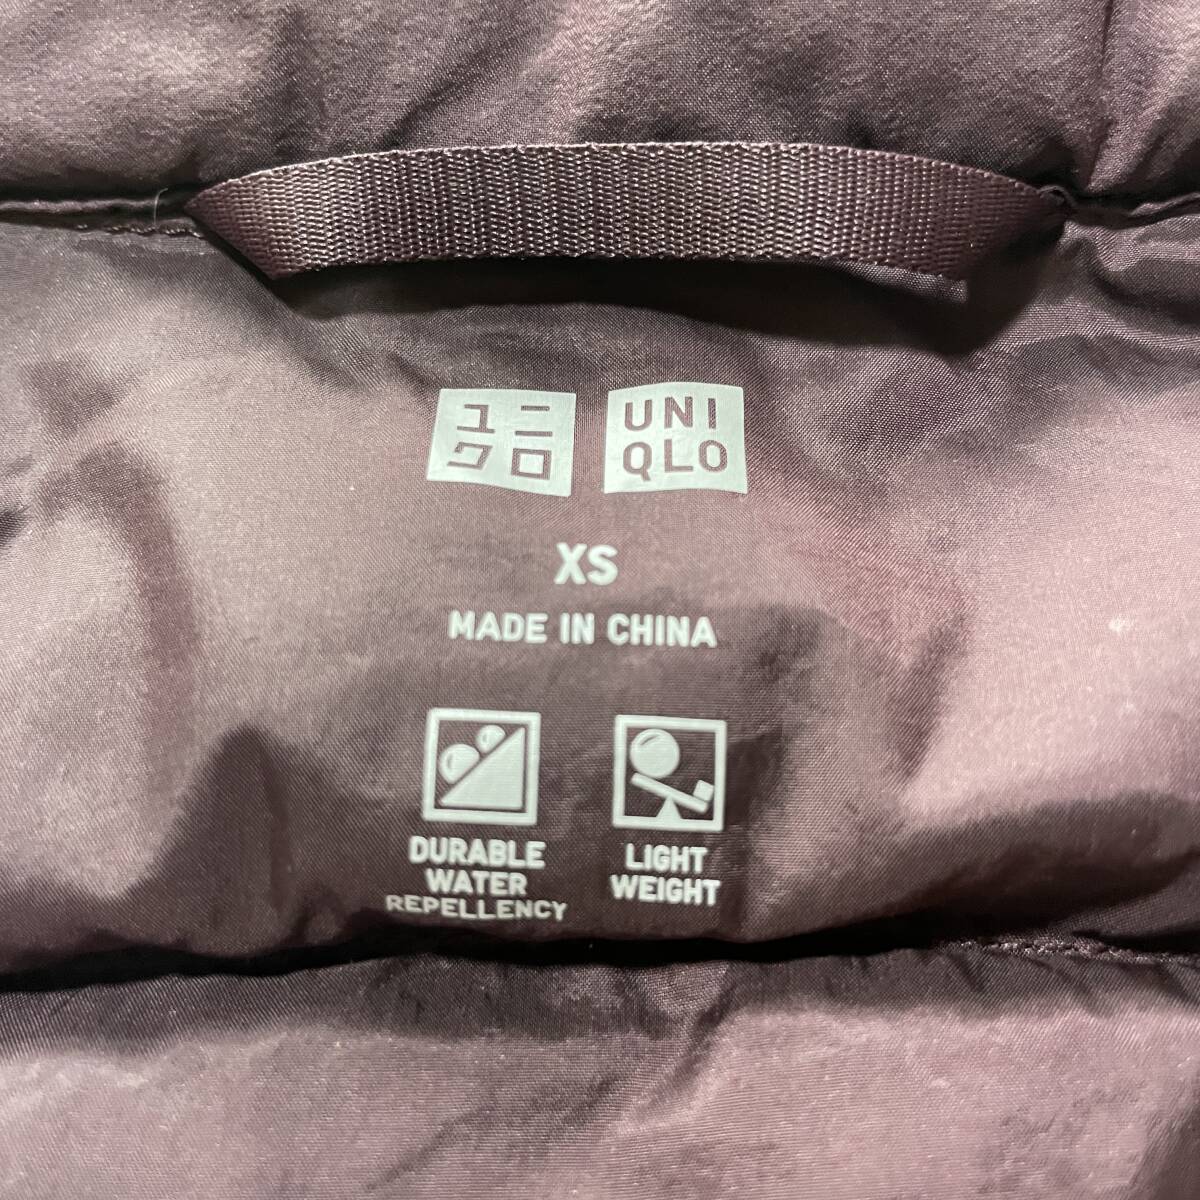 ユニ
クロ
UNI
QLO
XS
MADE IN CHINA
DURABLE
WATER
REPELLENCY
LIGHT
WEIGHT